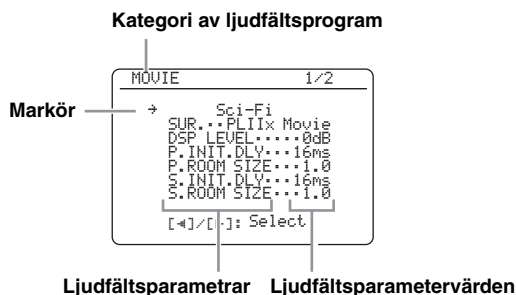 Kategori av ljudfältsprogram
MOVIE 1/2
Markör → Sci-Fi
SUR.··PLIIx Movie
DSP LEVEL·····0dB
P.INIT.DLY···16ms
P.ROOM SIZE···1.0
S.INIT.DLY···16ms
S.ROOM SIZE···1.0
[◀]/[▶]: Select
Ljudfältsparametrar Ljudfältsparametervärden